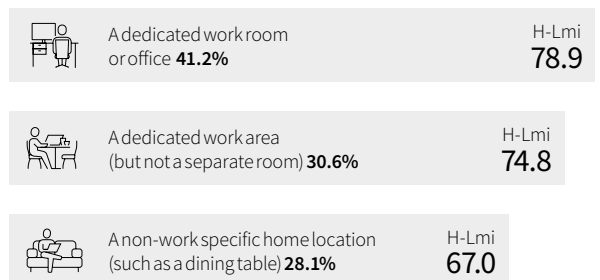 A dedicated work room
or office 41.2%
H-Lmi
78.9
A dedicated work area
(but not a separate room) 30.6%
H-Lmi
74.8
A non-work specific home location
(such as a dining table) 28.1%
H-Lmi
67.0